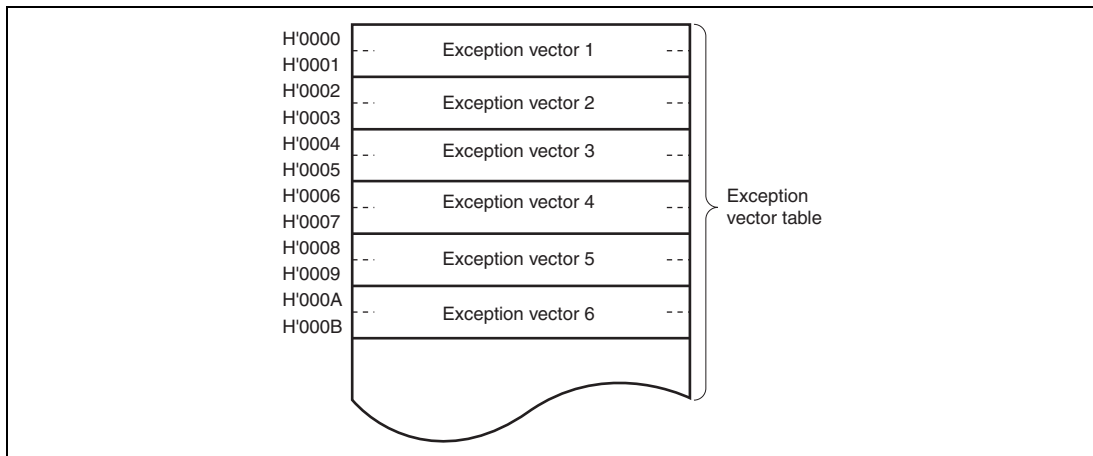 H'0000
Exception vector 1
H'0001
H'0002
Exception vector 2
H'0003
H'0004
Exception vector 3
H'0005
H'0006
Exception vector 4
H'0007
Exception
vector table
H'0008
Exception vector 5
H'0009
H'000A
Exception vector 6
H'000B